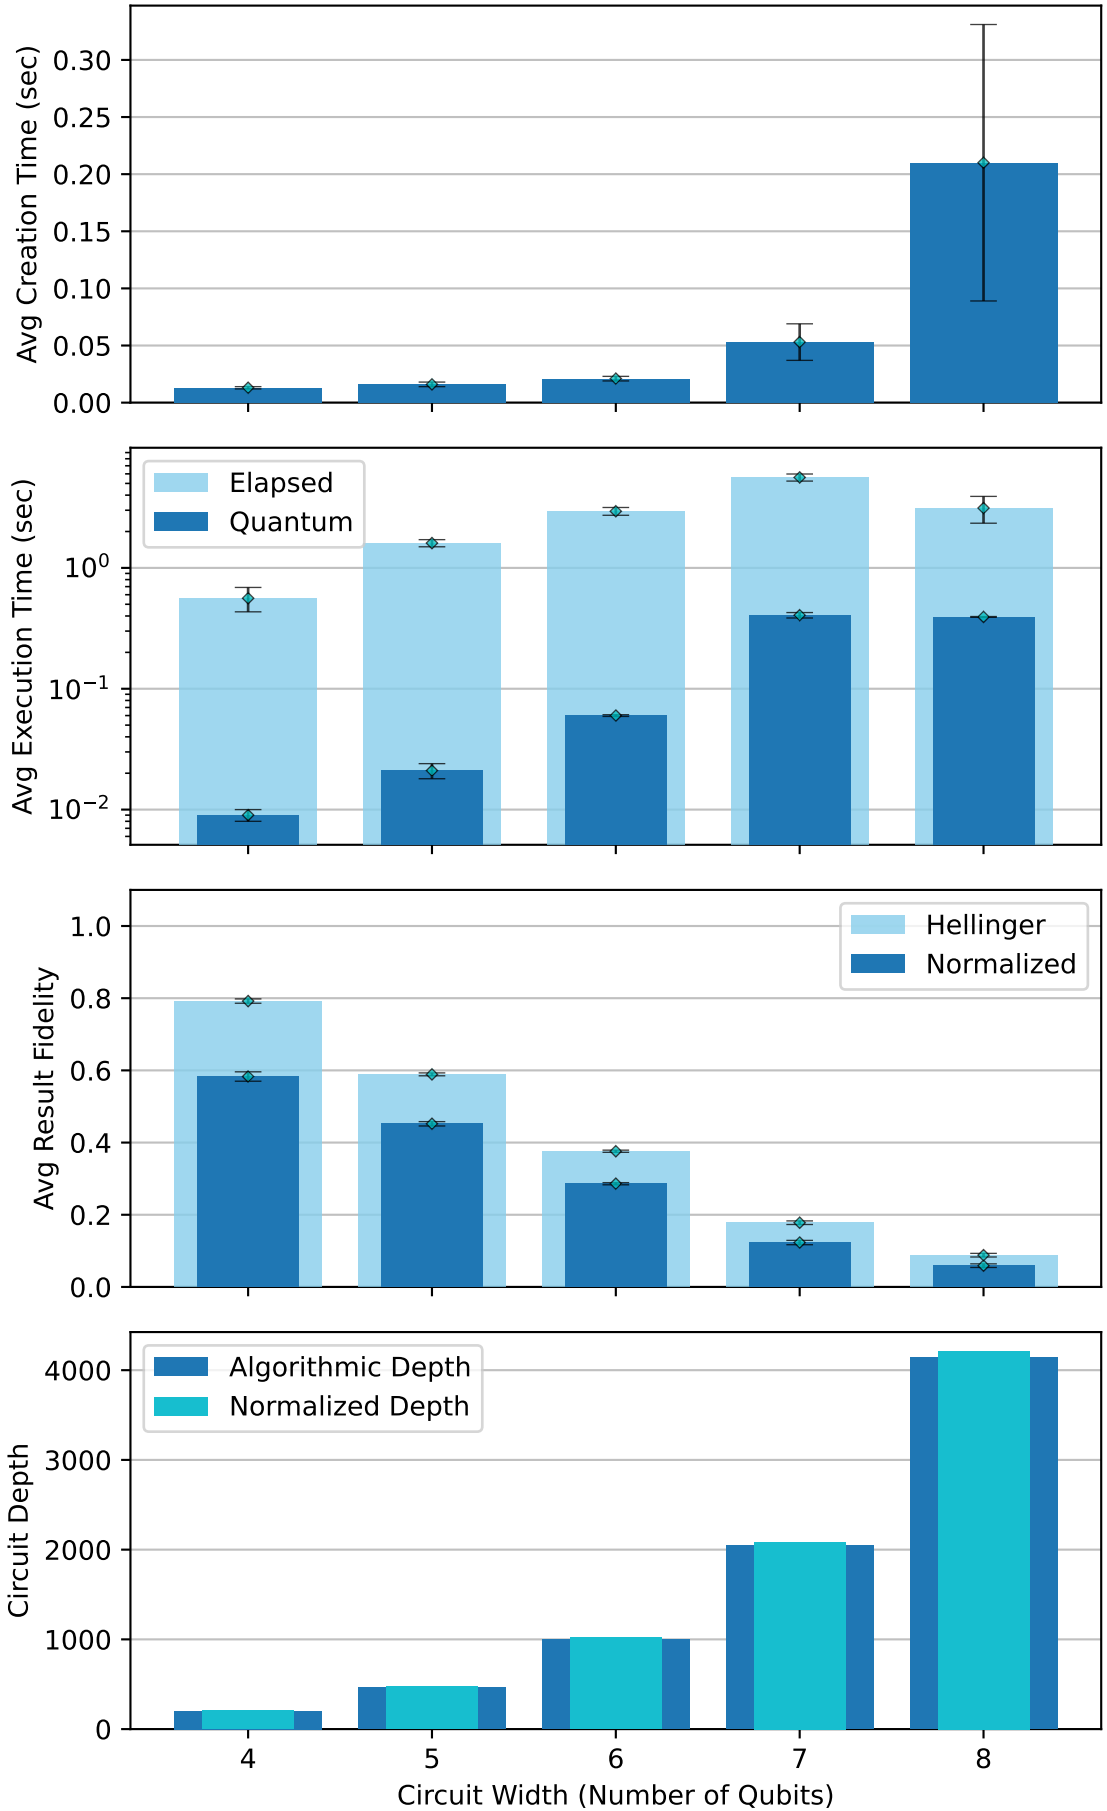 Avg Creation Time (sec)
0.30
0.25
0.20
0.15
0.10
0.05
0.00
Avg Execution Time (sec)
10⁰
10⁻¹
10⁻²
Elapsed
Quantum
Avg Result Fidelity
1.0
0.8
0.6
0.4
0.2
0.0
Hellinger
Normalized
Circuit Depth
4000
3000
2000
1000
0
Algorithmic Depth
Normalized Depth
4 5 6 7 8
Circuit Width (Number of Qubits)